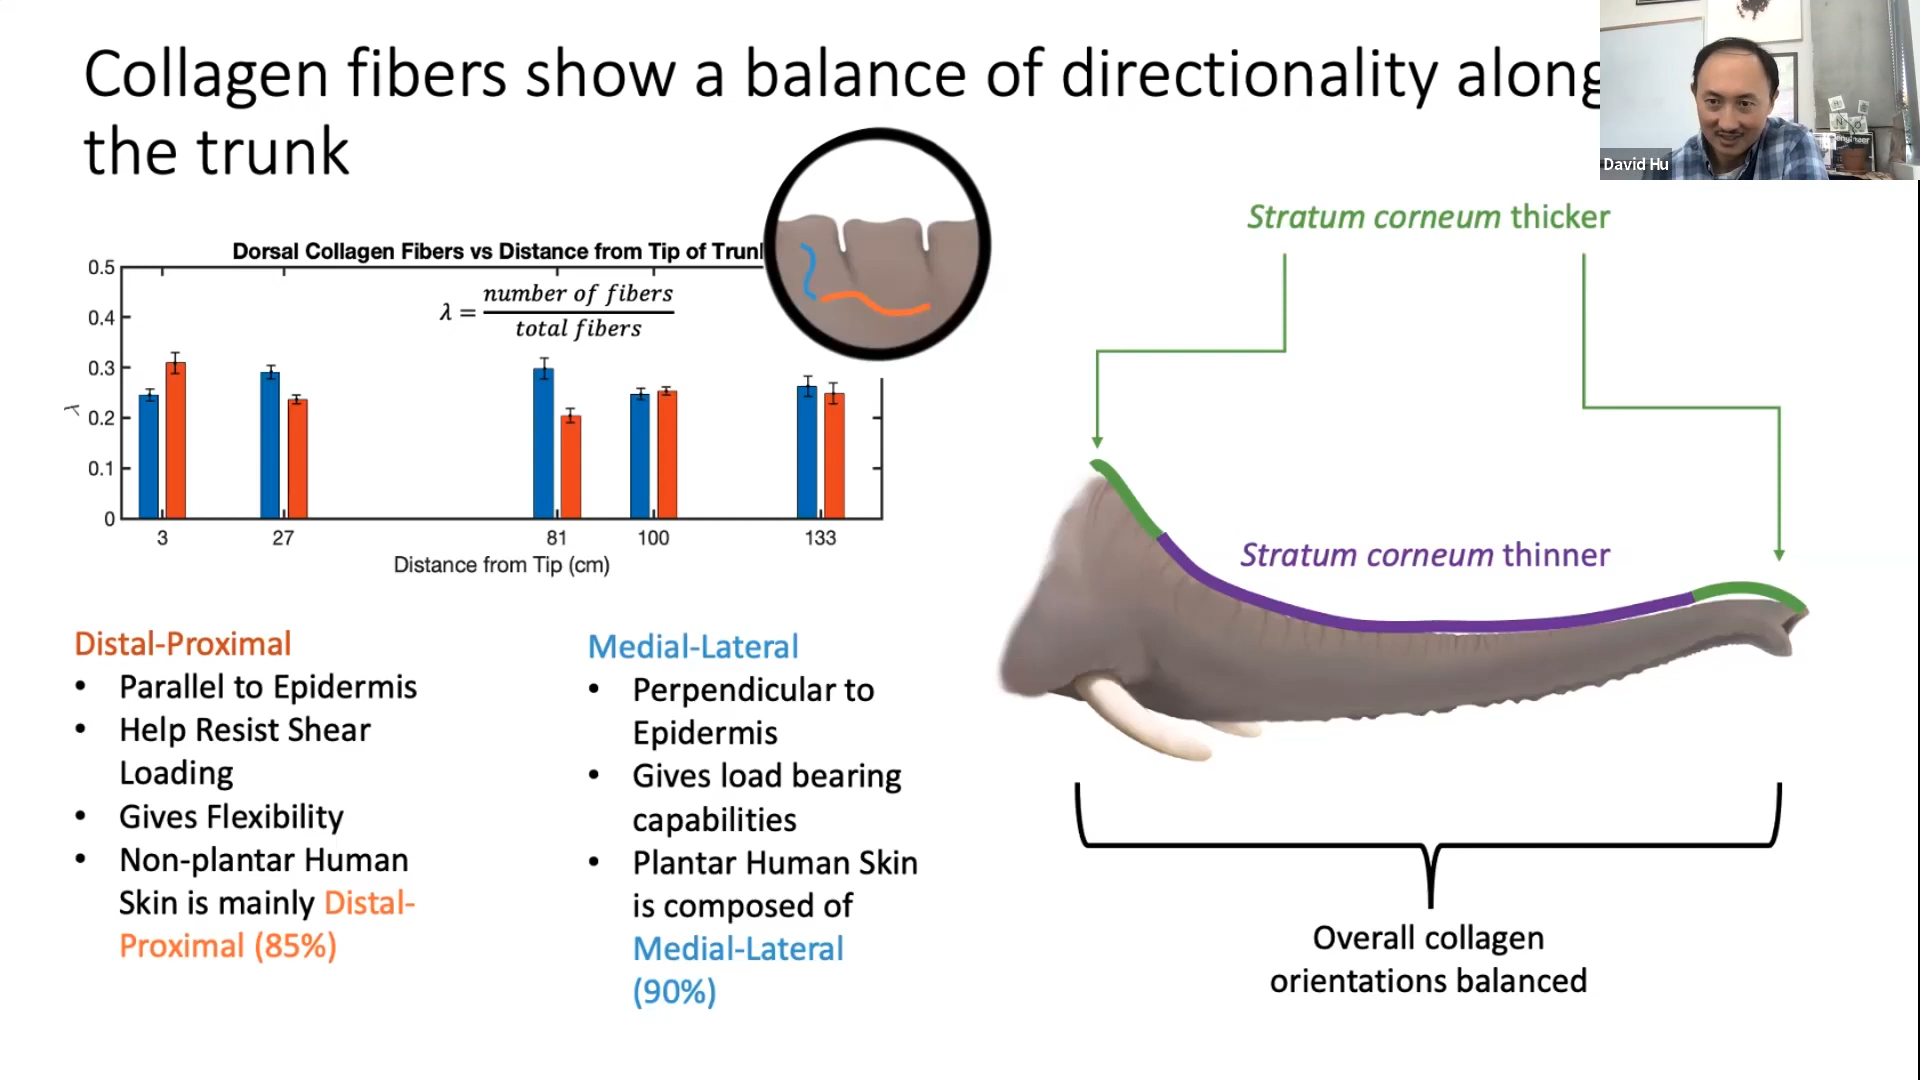 Collagen fibers show a balance of directionality along
the trunk
David Hu
Dorsal Collagen Fibers vs Distance from Tip of Trunk
0.5
0.4
0.3
0.2
0.1
0
λ
λ = number of fibers / total fibers
3 27 81 100 133
Distance from Tip (cm)
Distal-Proximal
• Parallel to Epidermis
• Help Resist Shear
Loading
• Gives Flexibility
• Non-plantar Human
Skin is mainly Distal-
Proximal (85%)
Medial-Lateral
• Perpendicular to
Epidermis
• Gives load bearing
capabilities
• Plantar Human Skin
is composed of
Medial-Lateral
(90%)
Stratum corneum thicker
Stratum corneum thinner
Overall collagen
orientations balanced